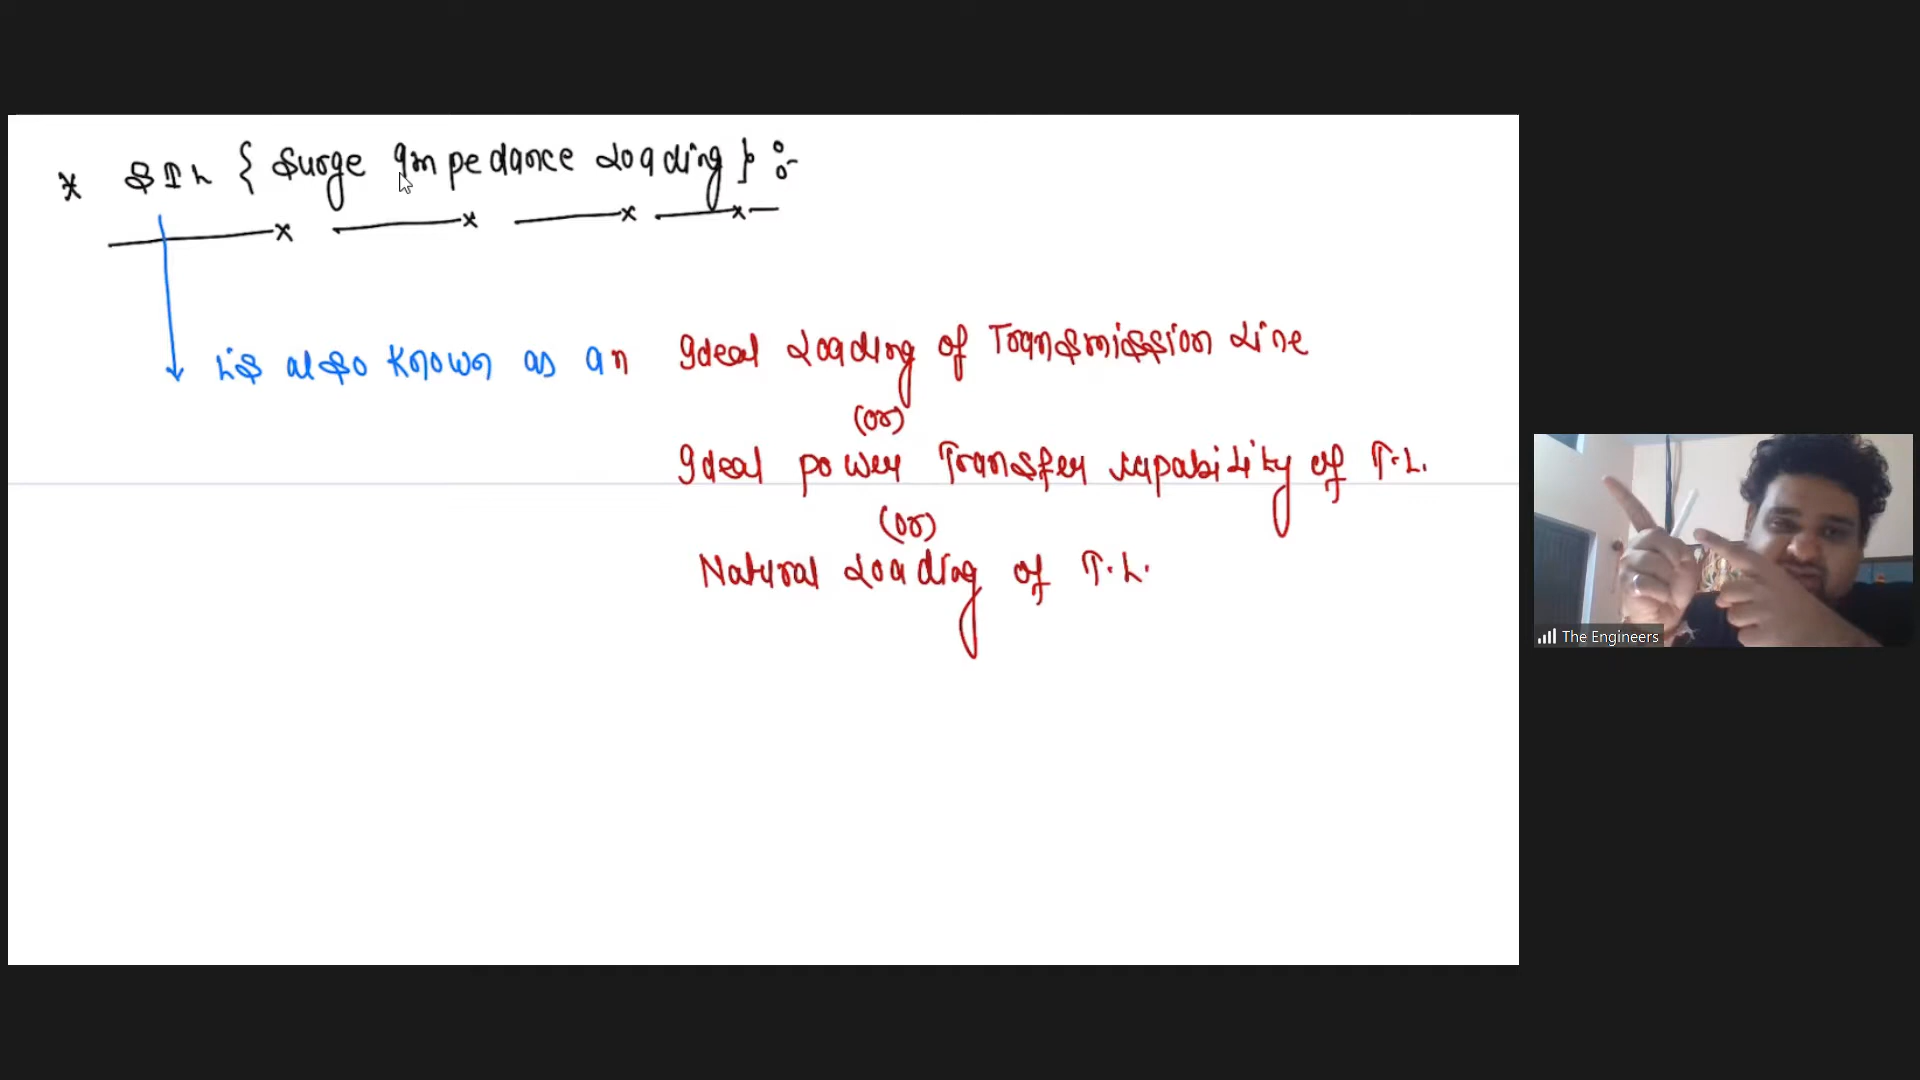 * SIL { Surge Impedance Loading } :-
is also known as an Ideal Loading of Transmission Line
(or)
Ideal power Transfer capability of T.L.
(or)
Natural Loading of T.L.
The Engineers